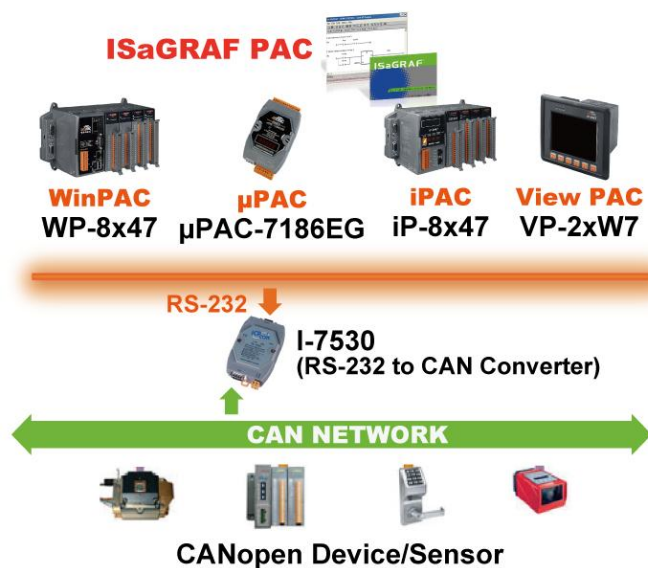 ISaGRAF PAC
ISAGRAF
WinPAC
µPAC
iPAC
View PAC
WP-8x47
µPAC-7186EG
iP-8x47
VP-2xW7
RS-232
I-7530
(RS-232 to CAN Converter)
CAN NETWORK
CANopen Device/Sensor